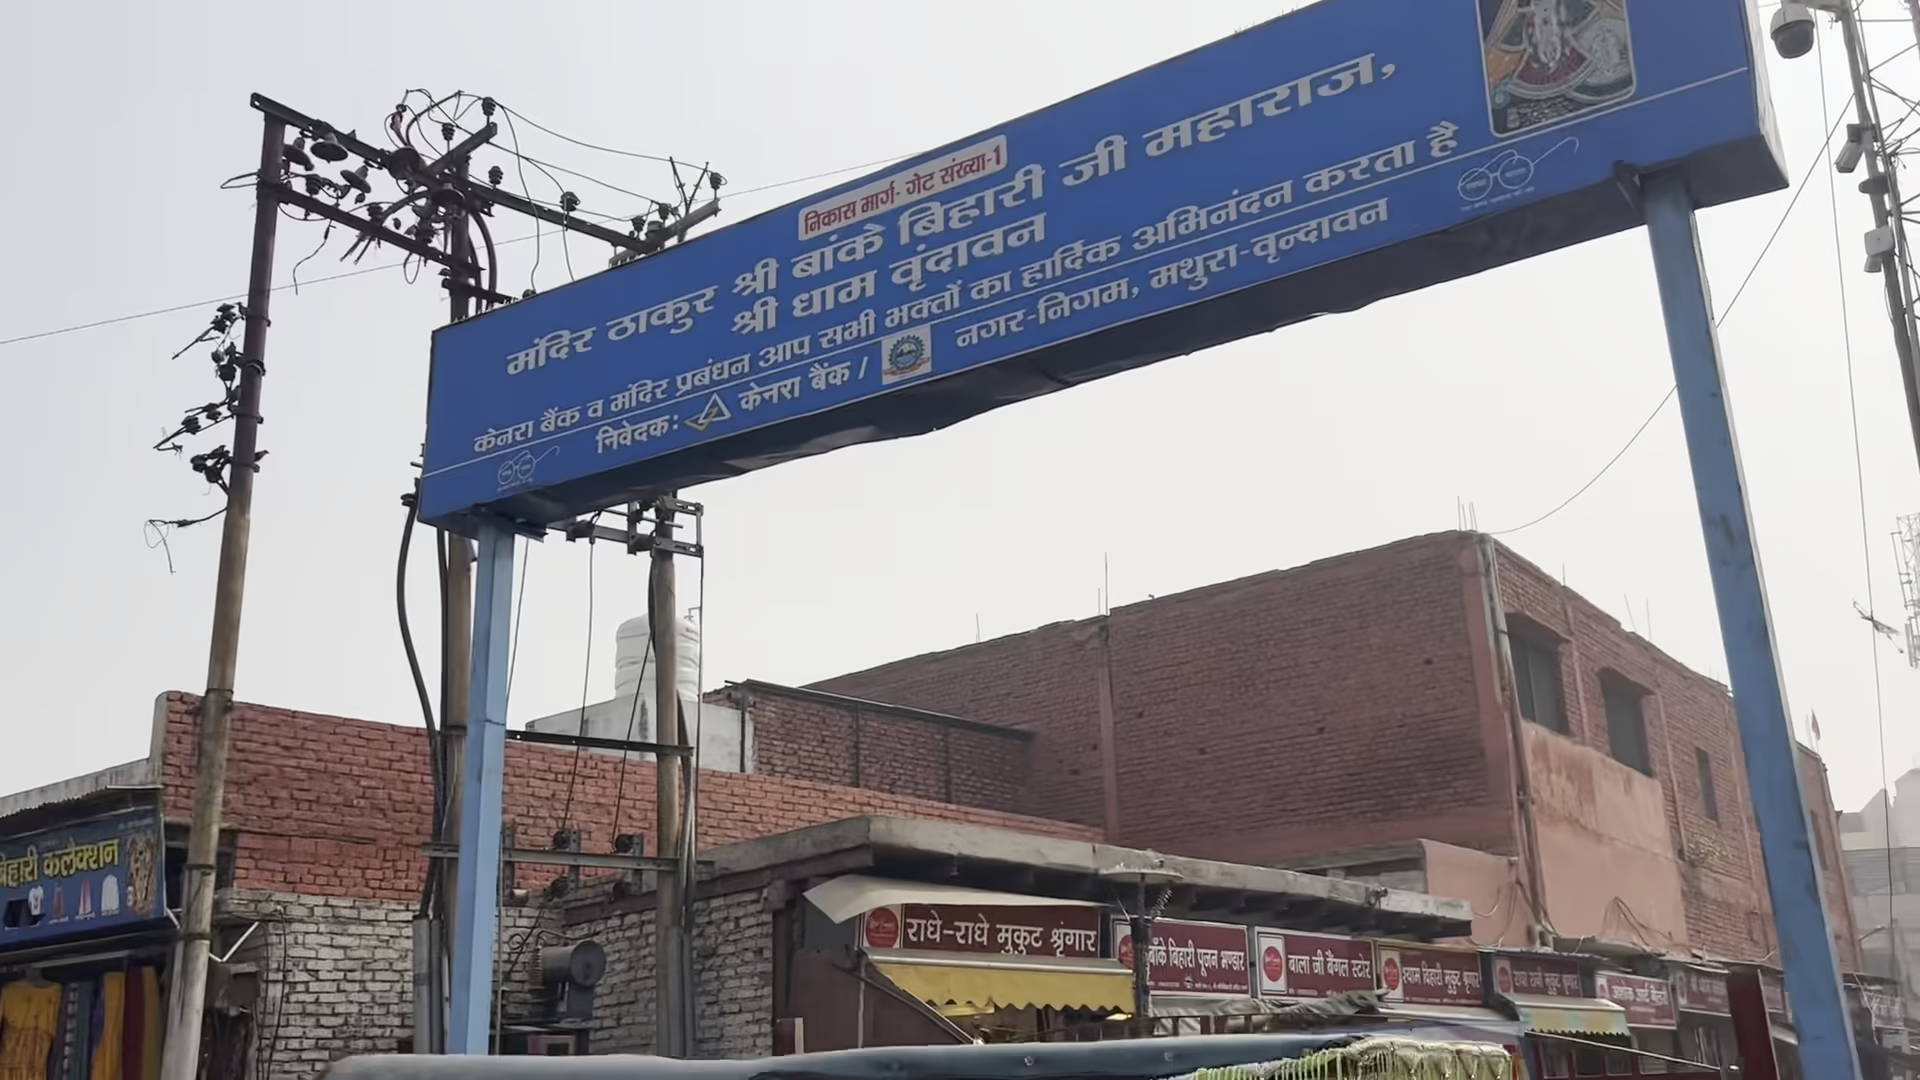 निकास मार्ग- गेट संख्या-1
मंदिर ठाकुर श्री बांके बिहारी जी महाराज,
श्री धाम वृंदावन
केनरा बैंक व मंदिर प्रबंधन आप सभी भक्तों का हार्दिक अभिनंदन करता है
निवेदक: केनरा बैंक / नगर-निगम, मथुरा-वृन्दावन
बिहारी कलैक्शन
राधे-राधे मुकुट श्रृंगार
बाँके बिहारी पूजन भण्डार
बाला जी बैंगल स्टोर
श्याम बिहारी मुकुट श्रृंगार
राधा रानी मुकुट श्रृंगार